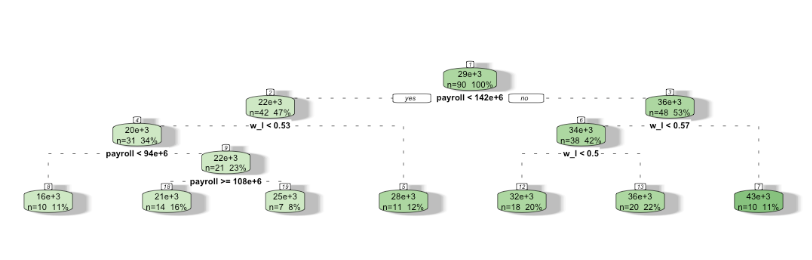 1
29e+3
n=90 100%
yes payroll < 142e+6 no
2
22e+3
n=42 47%
3
36e+3
n=48 53%
w_l < 0.53
w_l < 0.57
4
20e+3
n=31 34%
6
34e+3
n=38 42%
payroll < 94e+6
w_l < 0.5
9
22e+3
n=21 23%
payroll >= 108e+6
8
16e+3
n=10 11%
18
21e+3
n=14 16%
19
25e+3
n=7 8%
5
28e+3
n=11 12%
12
32e+3
n=18 20%
13
36e+3
n=20 22%
7
43e+3
n=10 11%